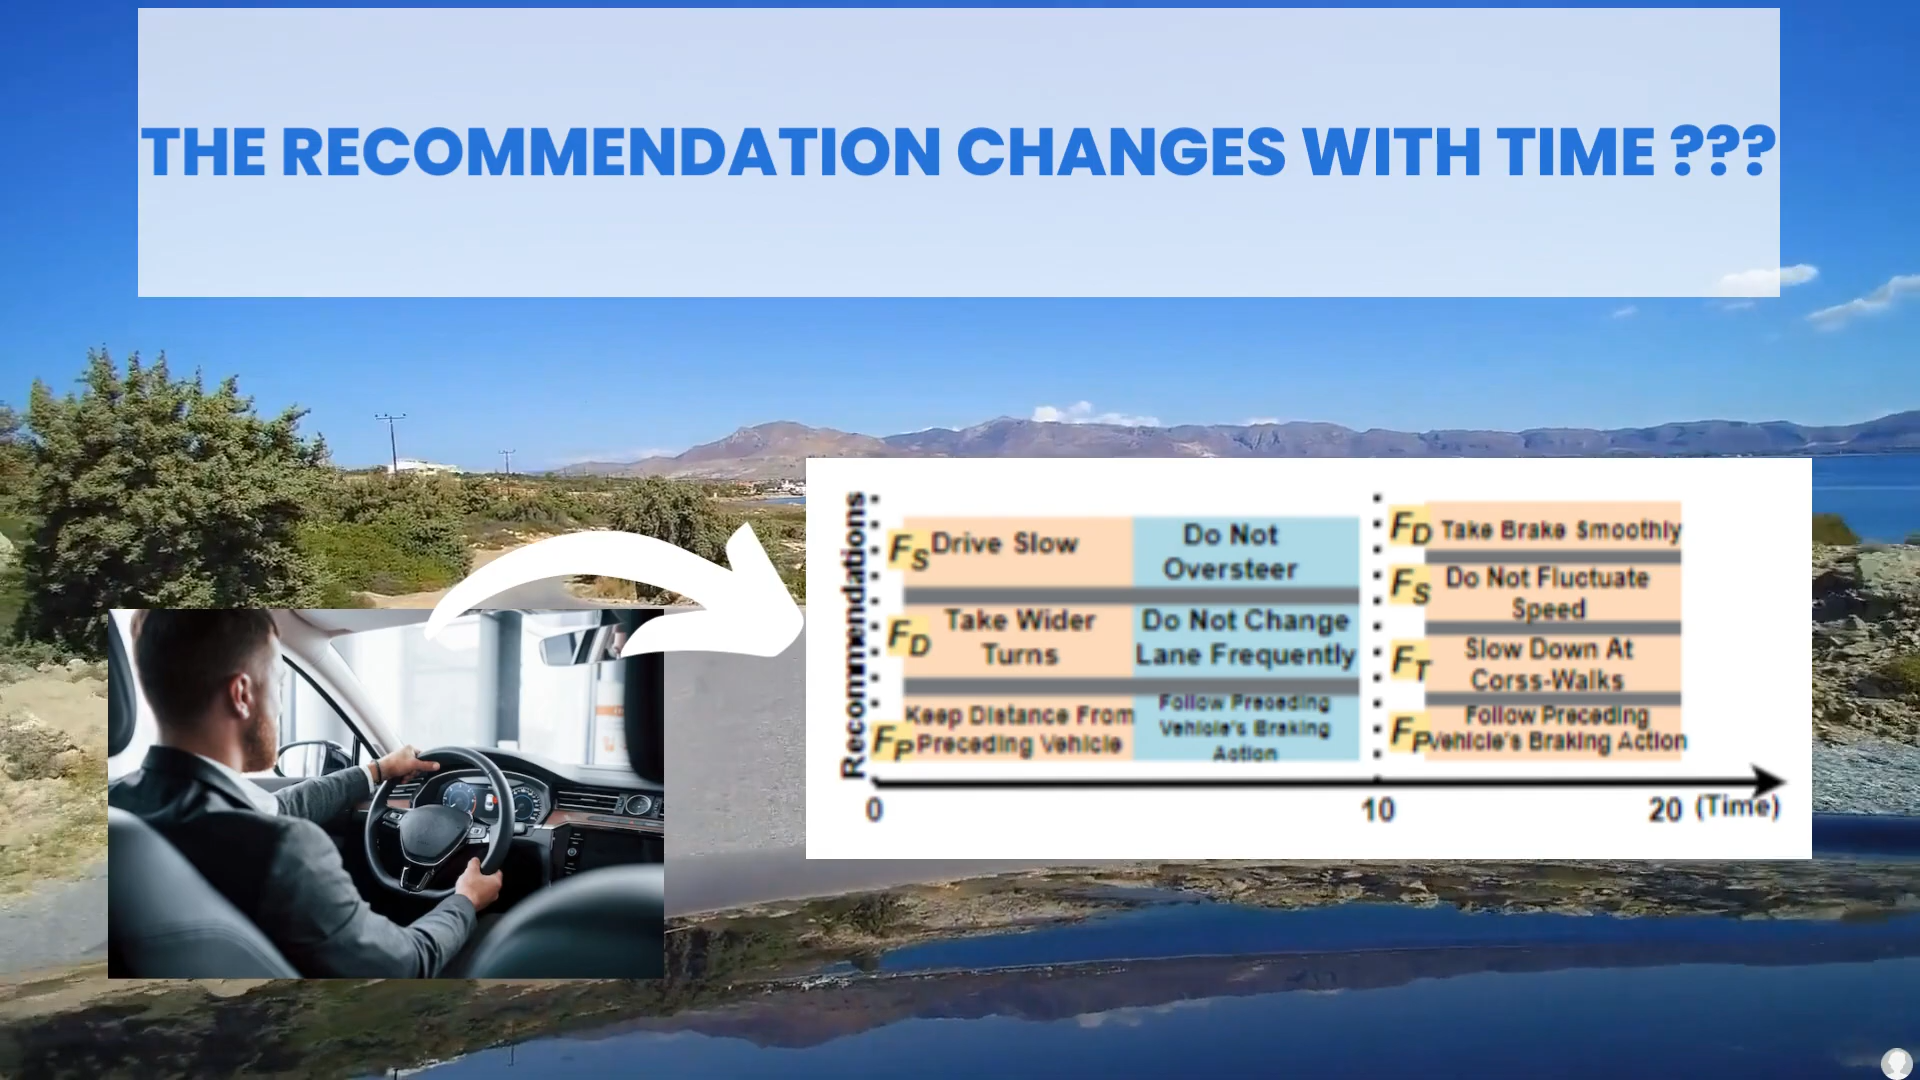 THE RECOMMENDATION CHANGES WITH TIME ???
Recommendations
FS Drive Slow
Do Not
Oversteer
FD Take Wider
Turns
Do Not Change
Lane Frequently
FP Keep Distance From
Preceding Vehicle
Follow Preceding
Vehicle's Braking
Action
FD Take Brake Smoothly
FS Do Not Fluctuate
Speed
FT Slow Down At
Corss-Walks
FP Follow Preceding
Vehicle's Braking Action
0 10 20 (Time)